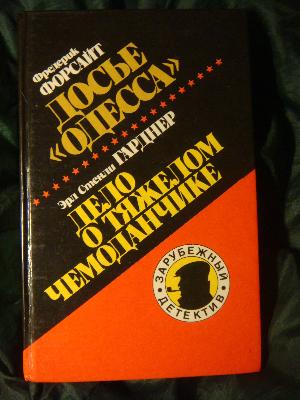 Фредерик
ФОРСАЙТ
ДОСЬЕ
«ОДЕССА»
Эрл Стенли ГАРДНЕР
ДЕЛО
О ТЯЖЕЛОМ
ЧЕМОДАНЧИКЕ
ЗАРУБЕЖНЫЙ
ДЕТЕКТИВ